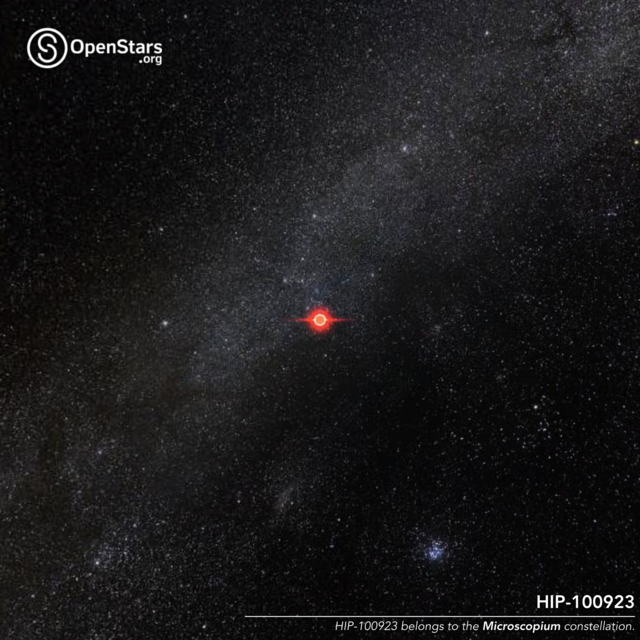 OpenStars
.org
HIP-100923
HIP-100923 belongs to the Microscopium constellation.